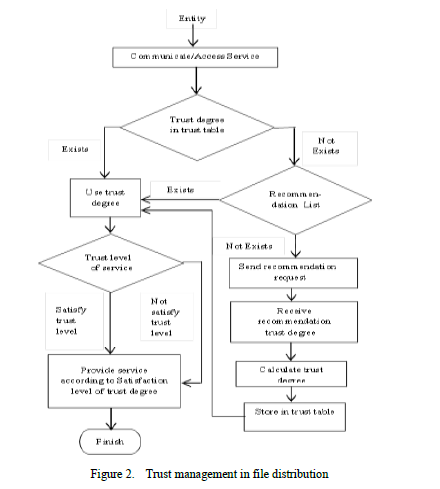 Entity
Communicate/Access Service
Trust degree
in trust table
Exists
Not
Exists
Use trust
degree
Exists
Recommen-
dation List
Not Exists
Trust level
of service
Send recommendation
request
Satisfy
trust
level
Not
satisfy
trust
level
Receive
recommendation
trust degree
Provide service
according to Satisfaction
level of trust degree
Calculate trust
degree
Store in trust table
Finish
Figure 2. Trust management in file distribution